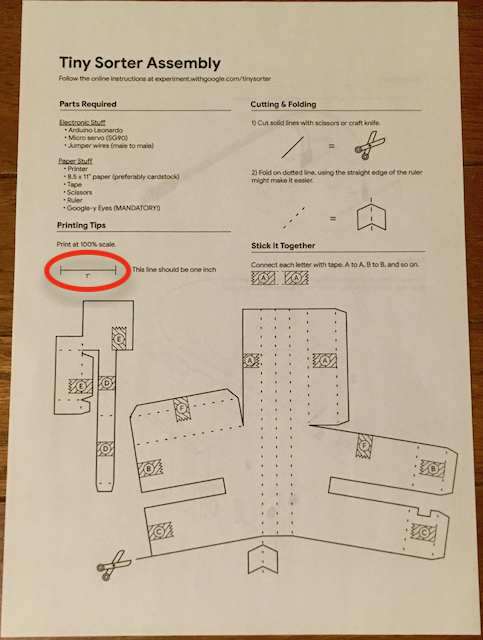 Tiny Sorter Assembly
Follow the online instructions at experiment.withgoogle.com/tinysorter
Parts Required
Electronic Stuff
• Arduino Leonardo
• Micro servo (SG90)
• Jumper wires (male to male)
Paper Stuff
• Printer
• 8.5 x 11" paper (preferably cardstock)
• Tape
• Scissors
• Ruler
• Google-y Eyes (MANDATORY!)
Printing Tips
Print at 100% scale.
1"
This line should be one inch
Cutting & Folding
1) Cut solid lines with scissors or craft knife.
=
2) Fold on dotted line, using the straight edge of the ruler
might make it easier.
=
Stick It Together
Connect each letter with tape. A to A, B to B, and so on.
A A
E
A A
E D
F
F
D
B
B
C
C